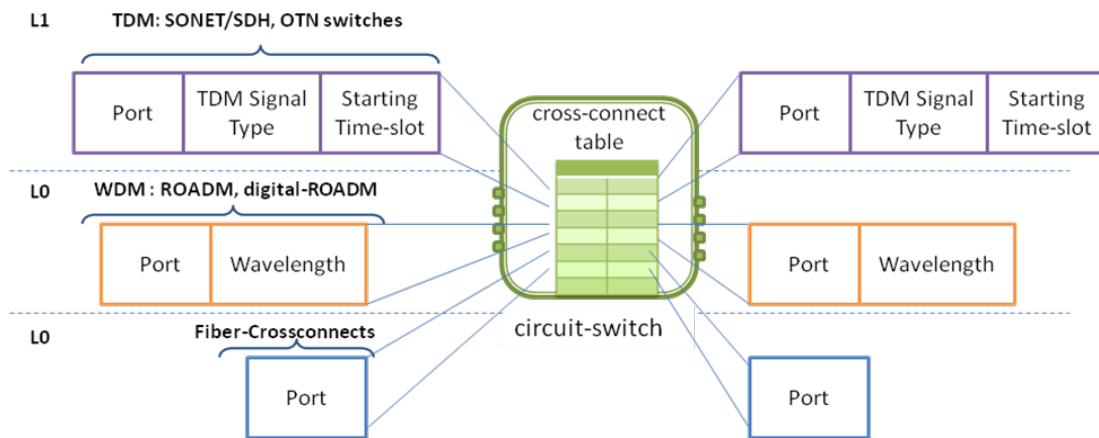 L1
TDM: SONET/SDH, OTN switches
Port
TDM Signal
Type
Starting
Time-slot
cross-connect
table
Port
TDM Signal
Type
Starting
Time-slot
L0
WDM : ROADM, digital-ROADM
Port
Wavelength
Port
Wavelength
L0
Fiber-Crossconnects
circuit-switch
Port
Port